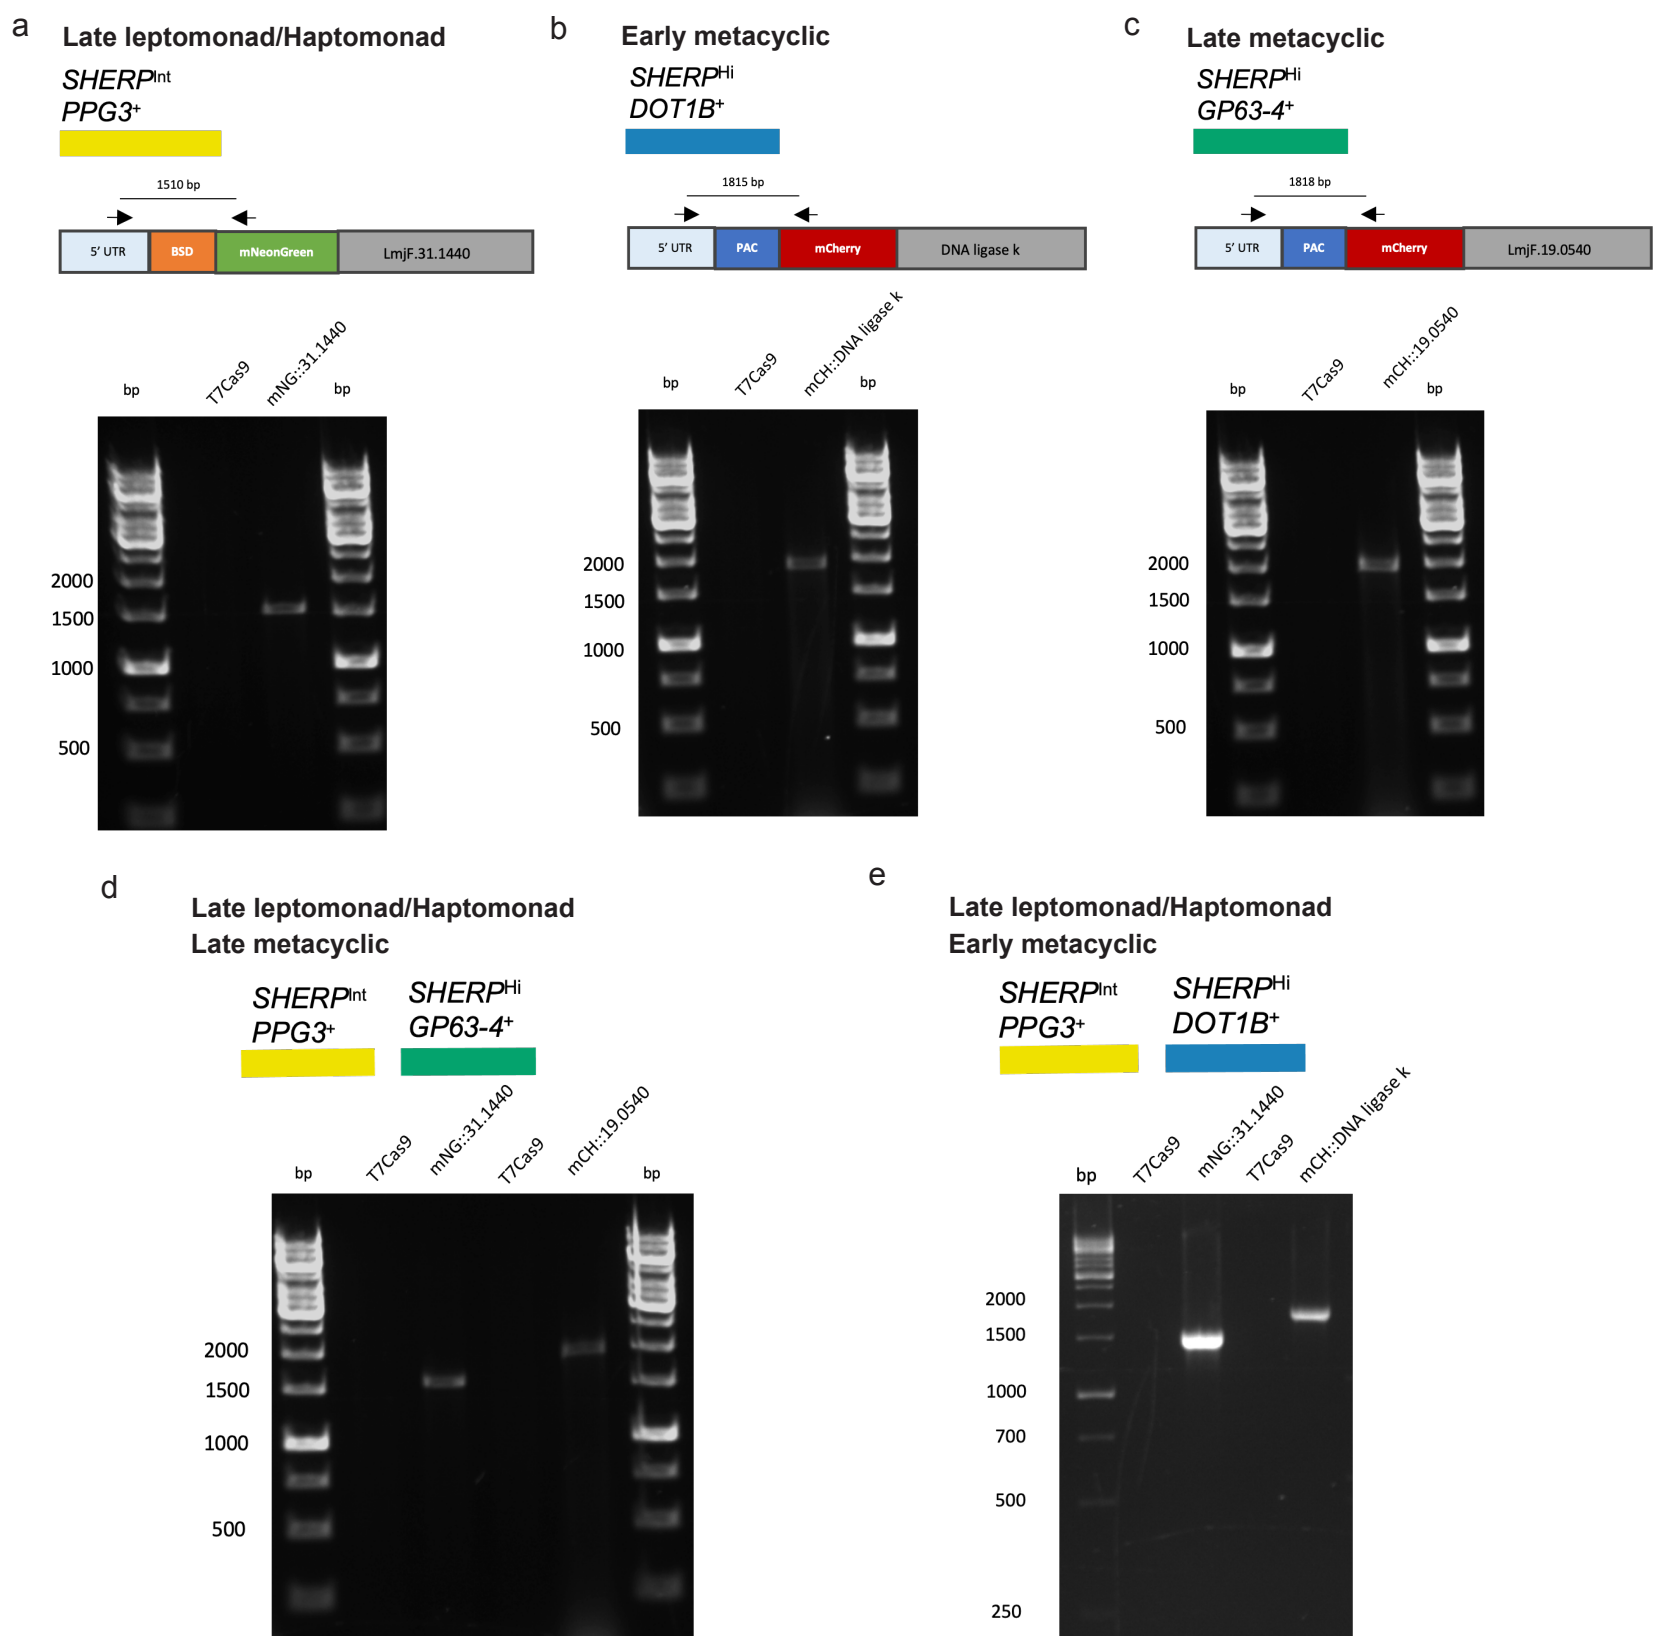 a
Late leptomonad/Haptomonad
SHERPInt
PPG3+
1510 bp
5' UTR BSD mNeonGreen LmjF.31.1440
bp T7Cas9 mNG::31.1440 bp
2000
1500
1000
500
b
Early metacyclic
SHERPHi
DOT1B+
1815 bp
5' UTR PAC mCherry DNA ligase k
bp T7Cas9 mCH::DNA ligase k bp
2000
1500
1000
500
c
Late metacyclic
SHERPHi
GP63-4+
1818 bp
5' UTR PAC mCherry LmjF.19.0540
bp T7Cas9 mCH::19.0540 bp
2000
1500
1000
500
d
Late leptomonad/Haptomonad
Late metacyclic
SHERPInt SHERPHi
PPG3+ GP63-4+
bp T7Cas9 mNG::31.1440 T7Cas9 mCH::19.0540 bp
2000
1500
1000
500
e
Late leptomonad/Haptomonad
Early metacyclic
SHERPInt SHERPHi
PPG3+ DOT1B+
bp T7Cas9 mNG::31.1440 T7Cas9 mCH::DNA ligase k
2000
1500
1000
700
500
250